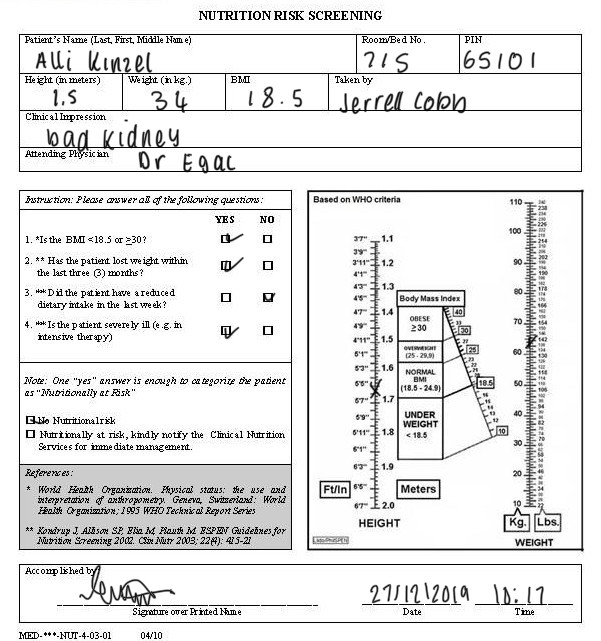 NUTRITION RISK SCREENING
Patient's Name (Last, First, Middle Name) Room/Bed No. PIN
Alli Kinzel 715 65101
Height (in meters) Weight (in kg.) BMI Taken by
1.5 34 18.5 Jerrell Cobb
Clinical Impression
bad kidney
Attending Physician
Dr Egac
Instruction: Please answer all of the following questions:
YES NO
1. *Is the BMI <18.5 or ≥30?
2. ** Has the patient lost weight within
the last three (3) months?
3. ** Did the patient have a reduced
dietary intake in the last week?
4. ** Is the patient severely ill (e.g. in
intensive therapy)
Note: One "yes" answer is enough to categorize the patient
as "Nutritionally at Risk"
No Nutritional risk
Nutritionally at risk, kindly notify the Clinical Nutrition
Services for immediate management.
References:
* World Health Organization. Physical status: the use and
interpretation of anthropometry. Geneva, Switzerland: World
Health Organization; 1995 WHO Technical Report Series
** Kondrup J, Allison SP, Elia M, Plauth M. ESPEN Guidelines for
Nutrition Screening 2002. Clin Nutr 2003; 22(4): 415-21
Based on WHO criteria
3'7" 1.1
3'9"
3'11" 1.2
4'1"
4'3" 1.3
4'5"
4'7" 1.4
4'9"
4'11" 1.5
5'1"
5'3" 1.6
5'5"
5'7" 1.7
5'9"
5'11" 1.8
6'1"
6'3" 1.9
6'5"
6'7" 2.0
Ft/In Meters
HEIGHT
Body Mass Index
OBESE
≥30
OVERWEIGHT
(25 - 29,9)
NORMAL
BMI
(18.5 - 24.9)
UNDER
WEIGHT
< 18.5
40
30
25
18.5
10
110
100
90
80
70
60
50
40
30
20
10
Kg. Lbs.
WEIGHT
Accomplished by
27/12/2019 10:17
Signature over Printed Name Date Time
MED-***-NUT-4-03-01 04/10